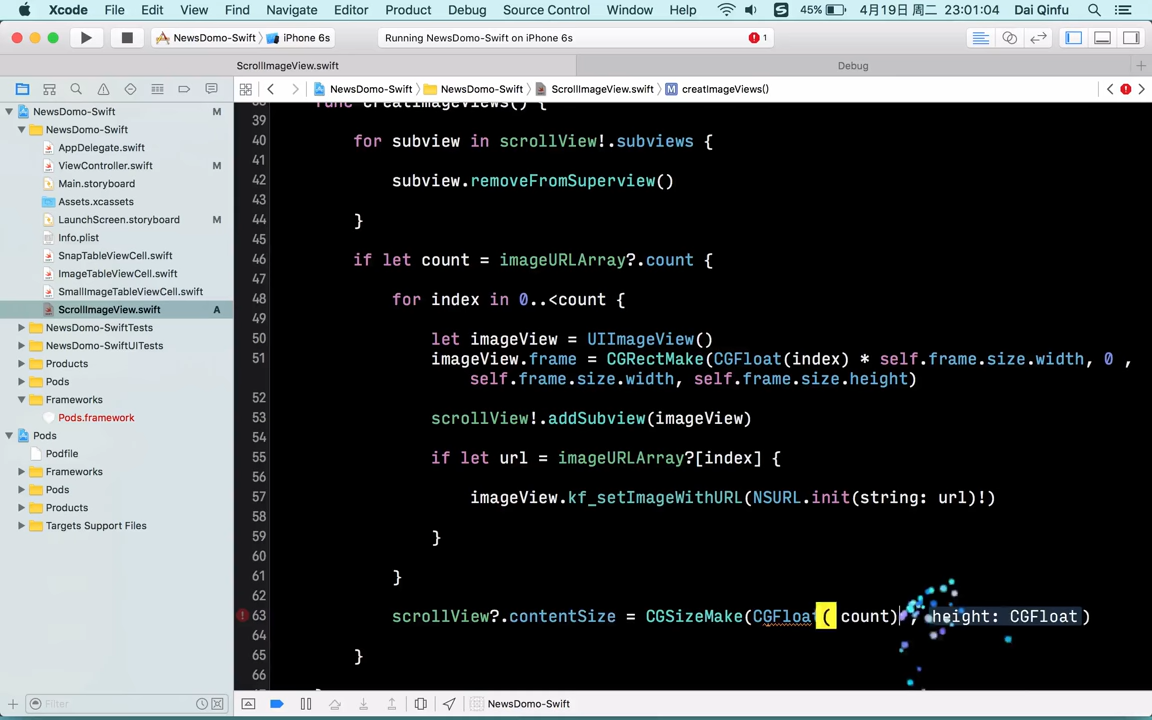 Xcode File Edit View Find Navigate Editor Product Debug Source Control Window Help S 45% 4月19日 周二 23:01:04 Dai Qinfu
NewsDomo-Swift iPhone 6s Running NewsDomo-Swift on iPhone 6s 1
ScrollImageView.swift Debug
NewsDomo-Swift NewsDomo-Swift ScrollImageView.swift M creatImageViews()
NewsDomo-Swift M
NewsDomo-Swift
AppDelegate.swift
ViewController.swift M
Main.storyboard
Assets.xcassets
LaunchScreen.storyboard M
Info.plist
SnapTableViewCell.swift
ImageTableViewCell.swift
SmallImageTableViewCell.swift
ScrollImageView.swift A
NewsDomo-SwiftTests
NewsDomo-SwiftUITests
Products
Pods
Frameworks
Pods.framework
Pods
Podfile
Frameworks
Pods
Products
Targets Support Files
Filter
func creatImageViews() {
39
40 for subview in scrollView!.subviews {
41
42 subview.removeFromSuperview()
43
44 }
45
46 if let count = imageURLArray?.count {
47
48 for index in 0..<count {
49
50 let imageView = UIImageView()
51 imageView.frame = CGRectMake(CGFloat(index) * self.frame.size.width, 0 ,
self.frame.size.width, self.frame.size.height)
52
53 scrollView!.addSubview(imageView)
54
55 if let url = imageURLArray?[index] {
56
57 imageView.kf_setImageWithURL(NSURL.init(string: url)!)
58
59 }
60
61 }
62
63 scrollView?.contentSize = CGSizeMake(CGFloat( count) , height: CGFloat)
64
65 }
66
NewsDomo-Swift